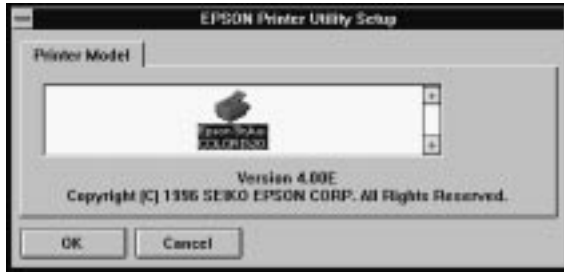 EPSON Printer Utility Setup
Printer Model
Epson Stylus
COLOR
Version 4.00E
Copyright (C) 1996 SEIKO EPSON CORP. All Rights Reserved.
OK
Cancel